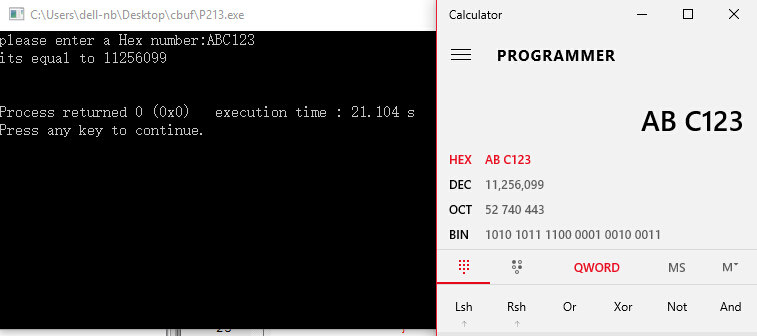 C:\Users\dell-nb\Desktop\cbuf\P213.exe
please enter a Hex number:ABC123
its equal to 11256099
Process returned 0 (0x0)   execution time : 21.104 s
Press any key to continue.
Calculator
PROGRAMMER
AB C123
HEX AB C123
DEC 11,256,099
OCT 52 740 443
BIN 1010 1011 1100 0001 0010 0011
QWORD MS M
Lsh Rsh Or Xor Not And